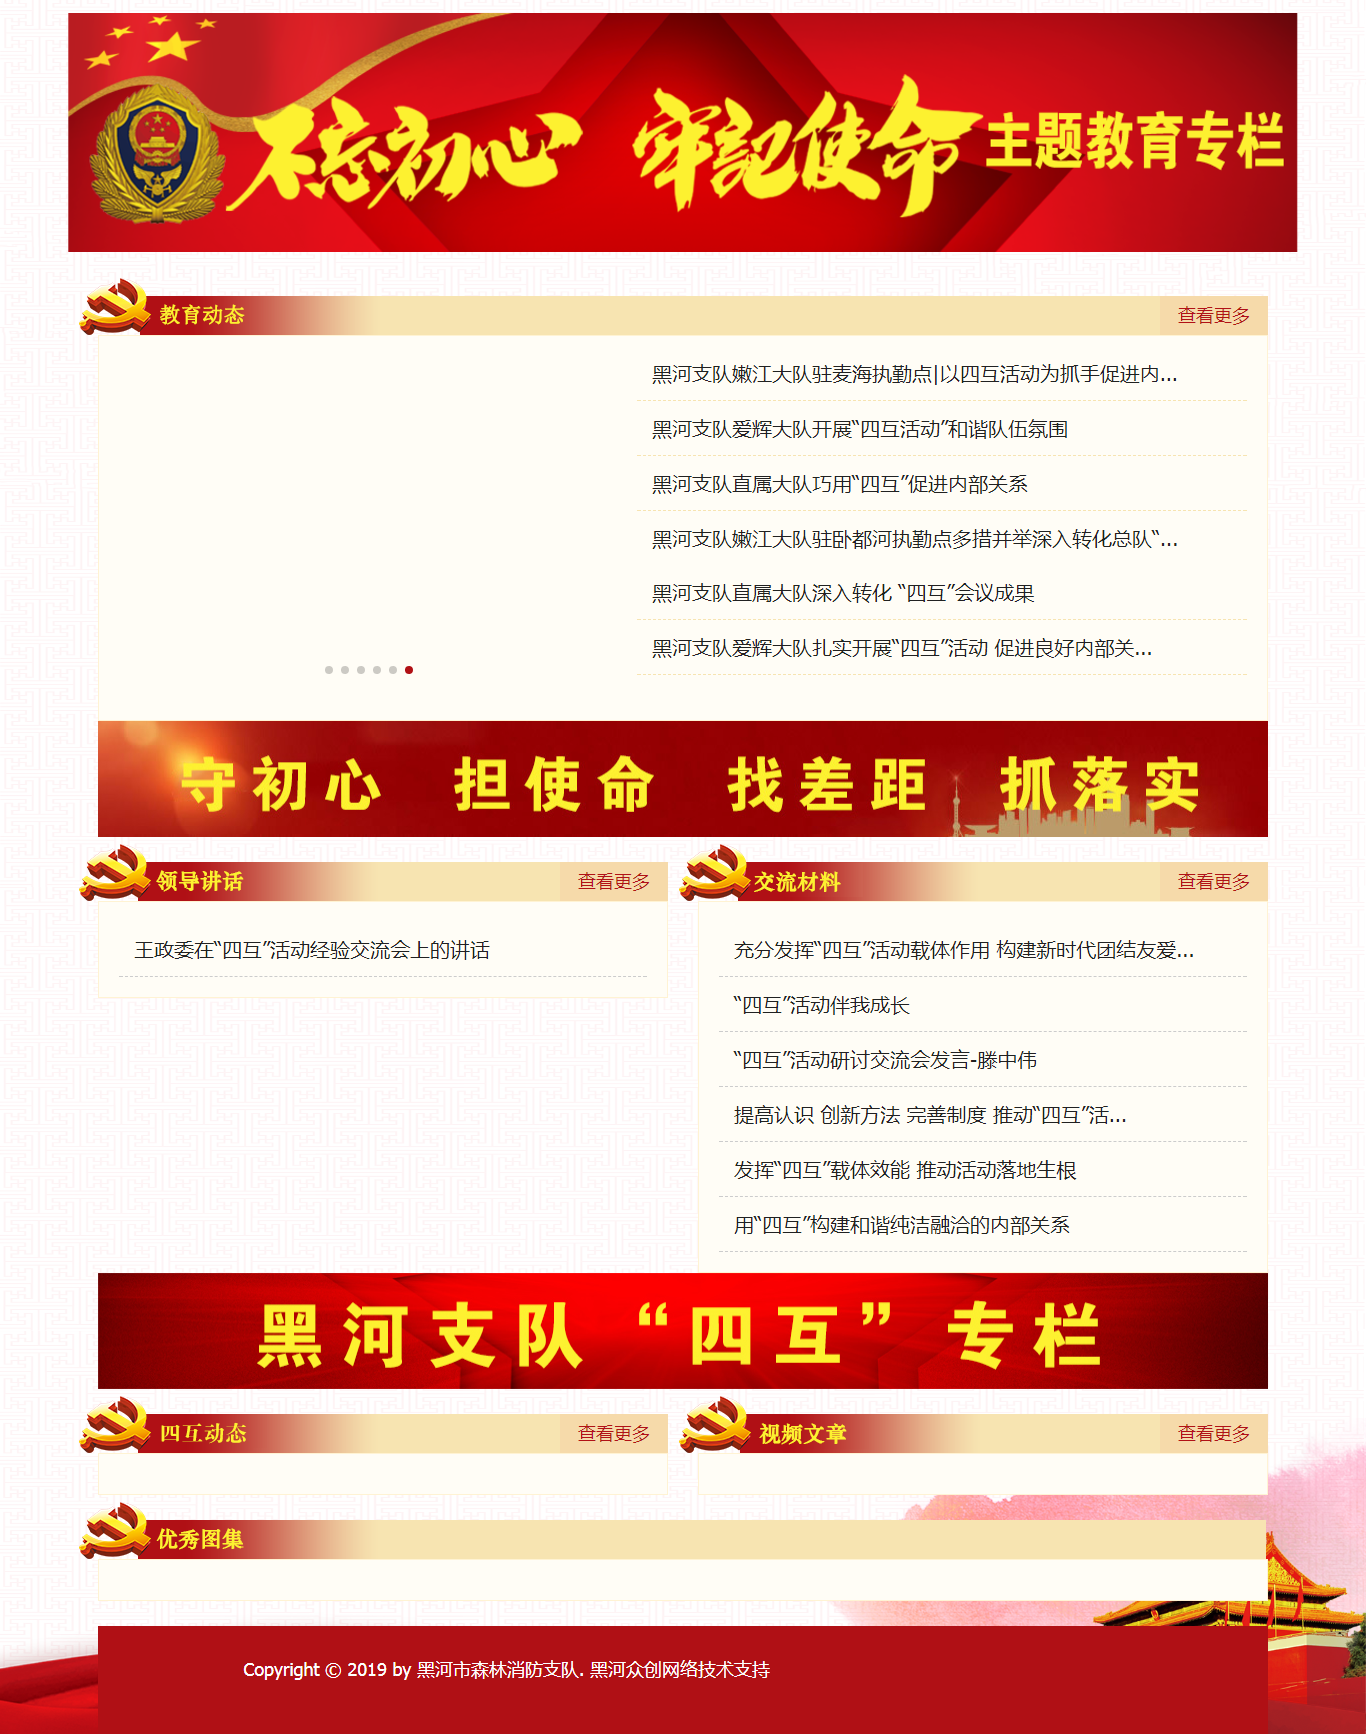 不忘初心 牢记使命 主题教育专栏
教育动态 查看更多
黑河支队嫩江大队驻麦海执勤点|以四互活动为抓手促进内...
黑河支队爱辉大队开展“四互活动”和谐队伍氛围
黑河支队直属大队巧用“四互”促进内部关系
黑河支队嫩江大队驻卧都河执勤点多措并举深入转化总队“...
黑河支队直属大队深入转化 “四互”会议成果
黑河支队爱辉大队扎实开展“四互”活动 促进良好内部关...
守初心 担使命 找差距 抓落实
领导讲话 查看更多
王政委在“四互”活动经验交流会上的讲话
交流材料 查看更多
充分发挥“四互”活动载体作用 构建新时代团结友爱...
“四互”活动伴我成长
“四互”活动研讨交流会发言-滕中伟
提高认识 创新方法 完善制度 推动“四互”活...
发挥“四互”载体效能 推动活动落地生根
用“四互”构建和谐纯洁融洽的内部关系
黑河支队“四互”专栏
四互动态 查看更多
视频文章 查看更多
优秀图集
Copyright © 2019 by 黑河市森林消防支队. 黑河众创网络技术支持